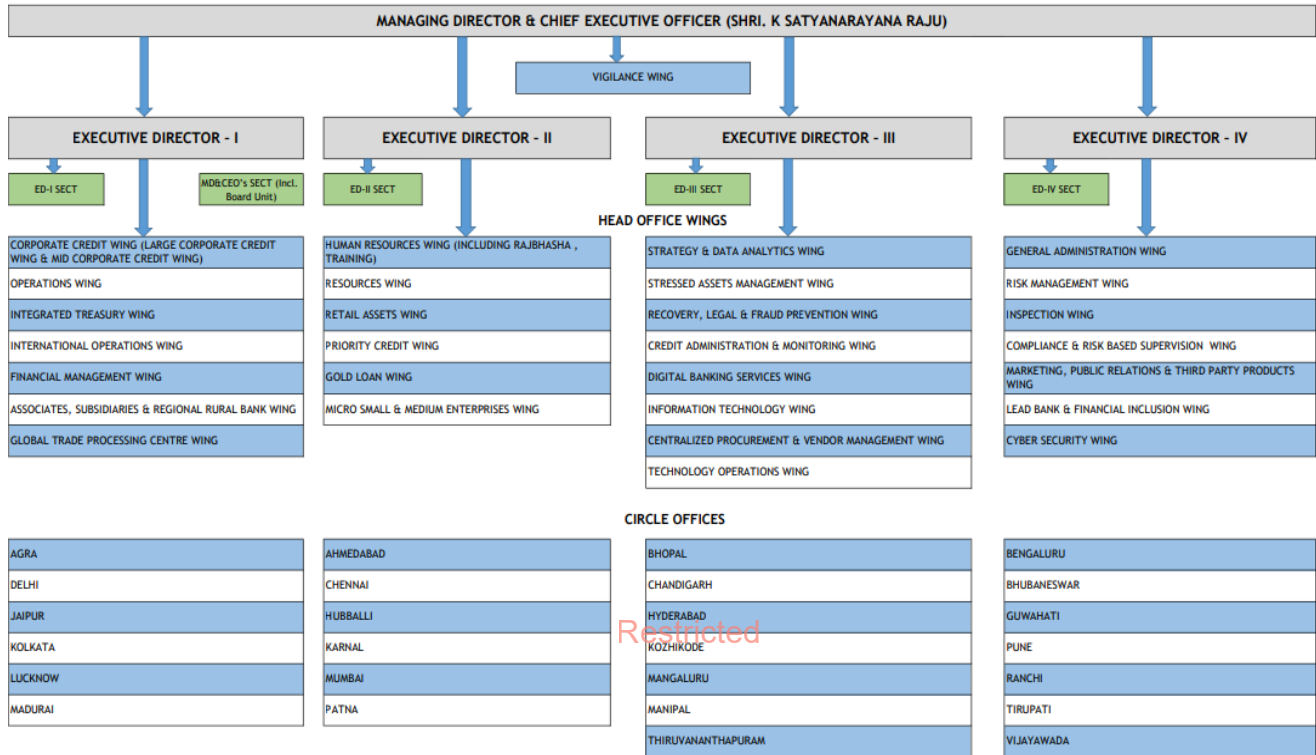 MANAGING DIRECTOR & CHIEF EXECUTIVE OFFICER (SHRI. K SATYANARAYANA RAJU)
VIGILANCE WING
EXECUTIVE DIRECTOR - I
EXECUTIVE DIRECTOR - II
EXECUTIVE DIRECTOR - III
EXECUTIVE DIRECTOR - IV
ED-I SECT
MD&CEO's SECT (Incl.
Board Unit)
ED-II SECT
ED-III SECT
ED-IV SECT
HEAD OFFICE WINGS
CORPORATE CREDIT WING (LARGE CORPORATE CREDIT
WING & MID CORPORATE CREDIT WING)
OPERATIONS WING
INTEGRATED TREASURY WING
INTERNATIONAL OPERATIONS WING
FINANCIAL MANAGEMENT WING
ASSOCIATES, SUBSIDIARIES & REGIONAL RURAL BANK WING
GLOBAL TRADE PROCESSING CENTRE WING
HUMAN RESOURCES WING (INCLUDING RAJBHASHA ,
TRAINING)
RESOURCES WING
RETAIL ASSETS WING
PRIORITY CREDIT WING
GOLD LOAN WING
MICRO SMALL & MEDIUM ENTERPRISES WING
STRATEGY & DATA ANALYTICS WING
STRESSED ASSETS MANAGEMENT WING
RECOVERY, LEGAL & FRAUD PREVENTION WING
CREDIT ADMINISTRATION & MONITORING WING
DIGITAL BANKING SERVICES WING
INFORMATION TECHNOLOGY WING
CENTRALIZED PROCUREMENT & VENDOR MANAGEMENT WING
TECHNOLOGY OPERATIONS WING
GENERAL ADMINISTRATION WING
RISK MANAGEMENT WING
INSPECTION WING
COMPLIANCE & RISK BASED SUPERVISION WING
MARKETING, PUBLIC RELATIONS & THIRD PARTY PRODUCTS
WING
LEAD BANK & FINANCIAL INCLUSION WING
CYBER SECURITY WING
CIRCLE OFFICES
AGRA
DELHI
JAIPUR
KOLKATA
LUCKNOW
MADURAI
AHMEDABAD
CHENNAI
HUBBALLI
KARNAL
MUMBAI
PATNA
BHOPAL
CHANDIGARH
HYDERABAD
Restricted
KOZHIKODE
MANGALURU
MANIPAL
THIRUVANANTHAPURAM
BENGALURU
BHUBANESWAR
GUWAHATI
PUNE
RANCHI
TIRUPATI
VIJAYAWADA